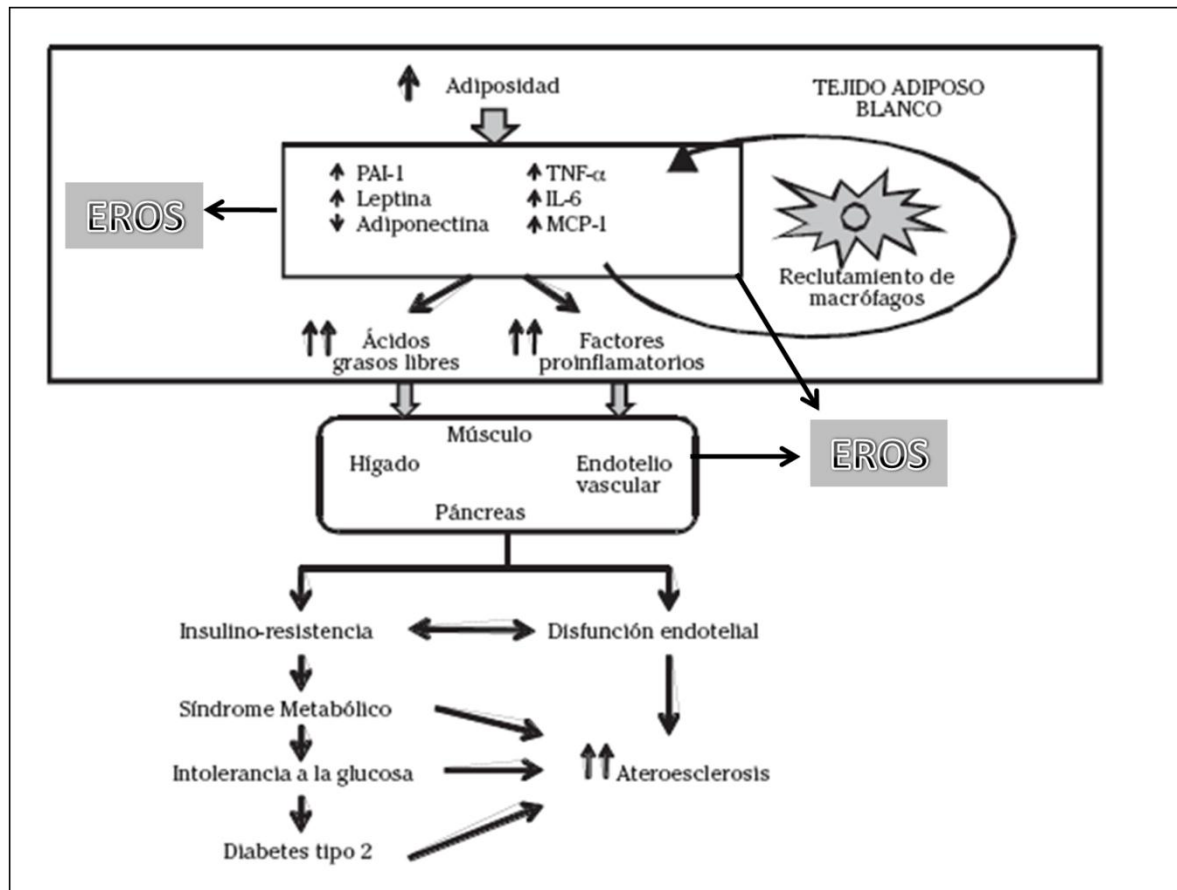 Adiposidad
TEJIDO ADIPOSO
BLANCO
PAI-1
Leptina
Adiponectina
TNF-α
IL-6
MCP-1
EROS
Reclutamiento de
macrófagos
Ácidos
grasos libres
Factores
proinflamatorios
Músculo
Hígado
Endotelio
vascular
Páncreas
EROS
Insulino-resistencia
Disfunción endotelial
Síndrome Metabólico
Intolerancia a la glucosa
Ateroesclerosis
Diabetes tipo 2